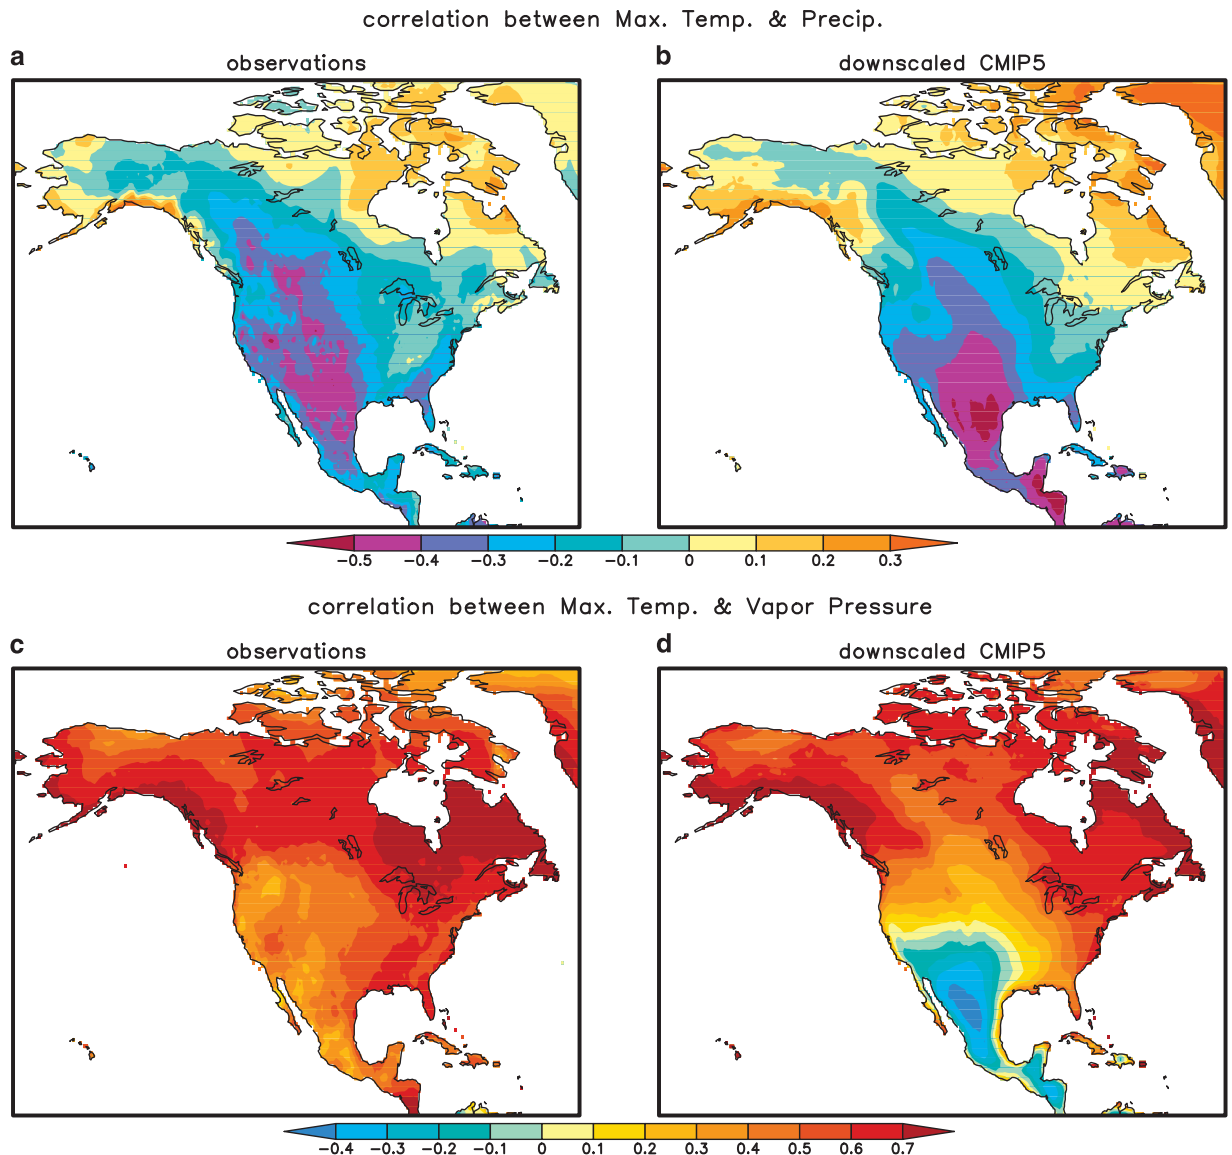 correlation between Max. Temp. & Precip.
a
observations
b
downscaled CMIP5
−0.5 −0.4 −0.3 −0.2 −0.1 0 0.1 0.2 0.3
correlation between Max. Temp. & Vapor Pressure
c
observations
d
downscaled CMIP5
−0.4 −0.3 −0.2 −0.1 0 0.1 0.2 0.3 0.4 0.5 0.6 0.7